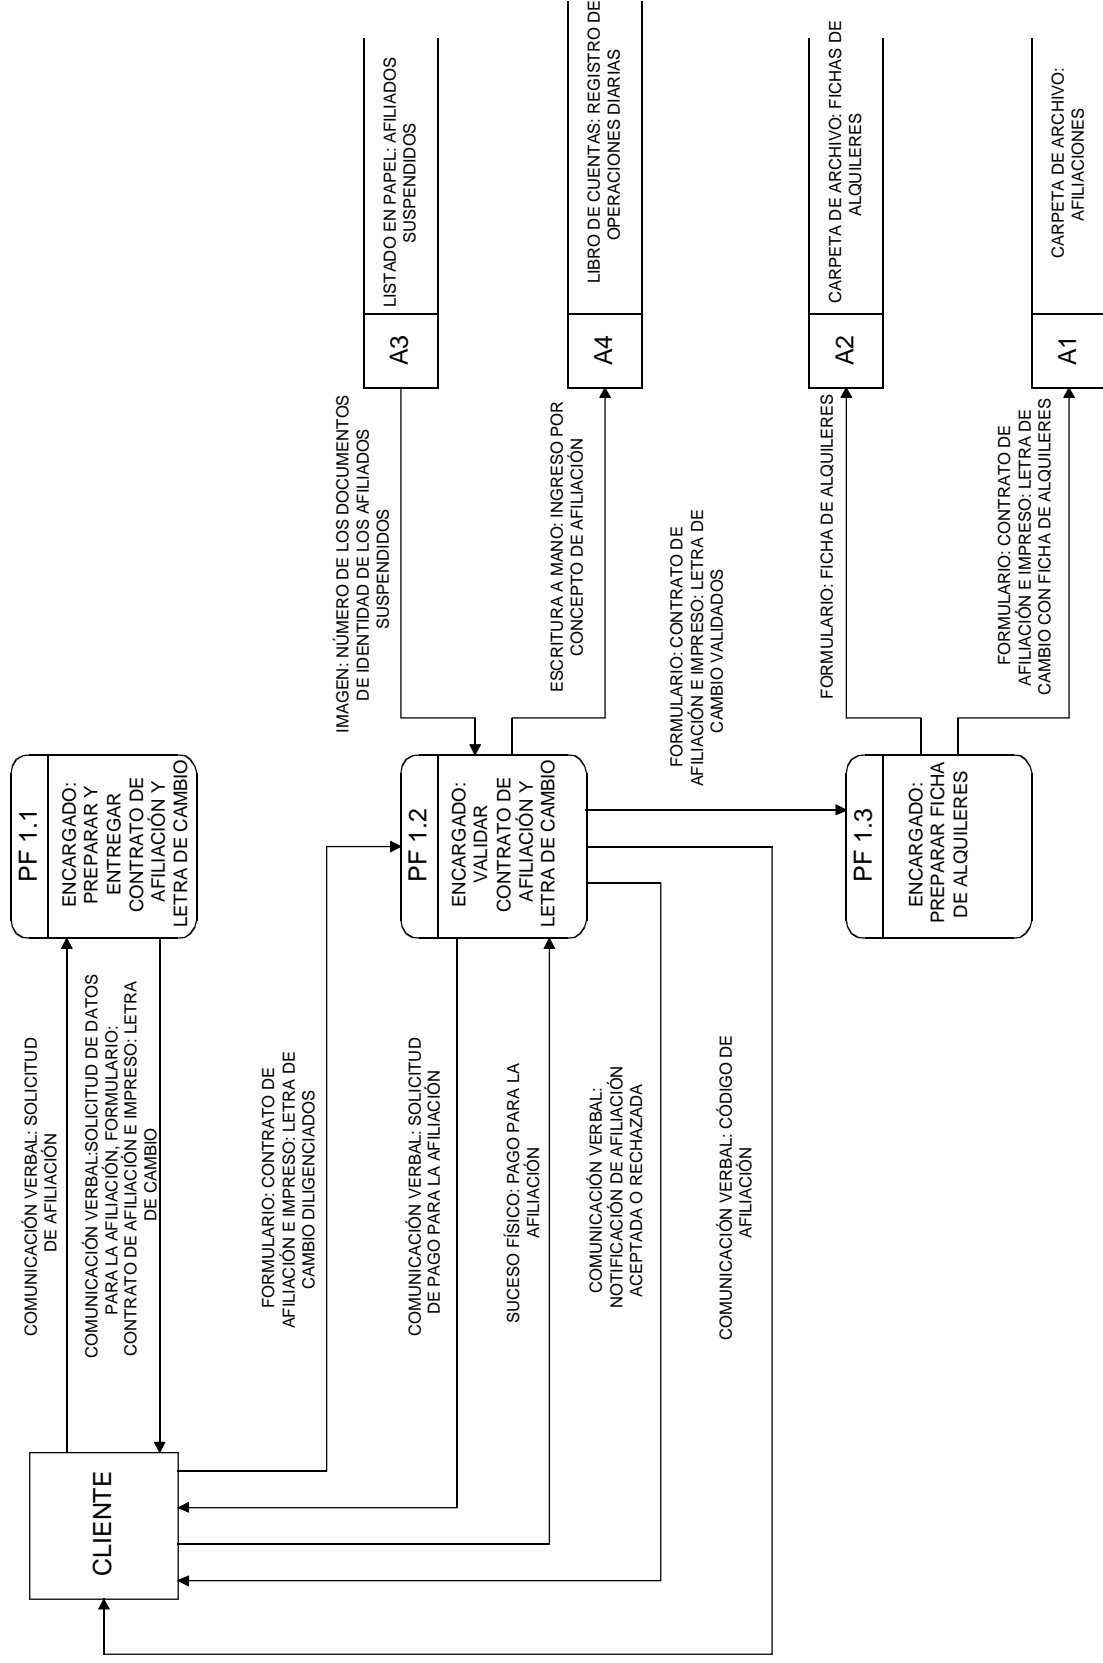 CLIENTE
COMUNICACIÓN VERBAL: SOLICITUD
DE AFILIACIÓN
COMUNICACIÓN VERBAL:SOLICITUD DE DATOS
PARA LA AFILIACIÓN, FORMULARIO:
CONTRATO DE AFILIACIÓN E IMPRESO: LETRA
DE CAMBIO
PF 1.1
ENCARGADO:
PREPARAR Y
ENTREGAR
CONTRATO DE
AFILIACIÓN Y
LETRA DE CAMBIO
FORMULARIO: CONTRATO DE
AFILIACIÓN E IMPRESO: LETRA DE
CAMBIO DILIGENCIADOS
COMUNICACIÓN VERBAL: SOLICITUD
DE PAGO PARA LA AFILIACIÓN
SUCESO FÍSICO: PAGO PARA LA
AFILIACIÓN
COMUNICACIÓN VERBAL:
NOTIFICACIÓN DE AFILIACIÓN
ACEPTADA O RECHAZADA
COMUNICACIÓN VERBAL: CÓDIGO DE
AFILIACIÓN
PF 1.2
ENCARGADO:
VALIDAR
CONTRATO DE
AFILIACIÓN Y
LETRA DE CAMBIO
IMAGEN: NÚMERO DE LOS DOCUMENTOS
DE IDENTIDAD DE LOS AFILIADOS
SUSPENDIDOS
A3
LISTADO EN PAPEL: AFILIADOS
SUSPENDIDOS
ESCRITURA A MANO: INGRESO POR
CONCEPTO DE AFILIACIÓN
A4
LIBRO DE CUENTAS: REGISTRO DE
OPERACIONES DIARIAS
FORMULARIO: CONTRATO DE
AFILIACIÓN E IMPRESO: LETRA DE
CAMBIO VALIDADOS
PF 1.3
ENCARGADO:
PREPARAR FICHA
DE ALQUILERES
FORMULARIO: FICHA DE ALQUILERES
A2
CARPETA DE ARCHIVO: FICHAS DE
ALQUILERES
FORMULARIO: CONTRATO DE
AFILIACIÓN E IMPRESO: LETRA DE
CAMBIO CON FICHA DE ALQUILERES
A1
CARPETA DE ARCHIVO:
AFILIACIONES